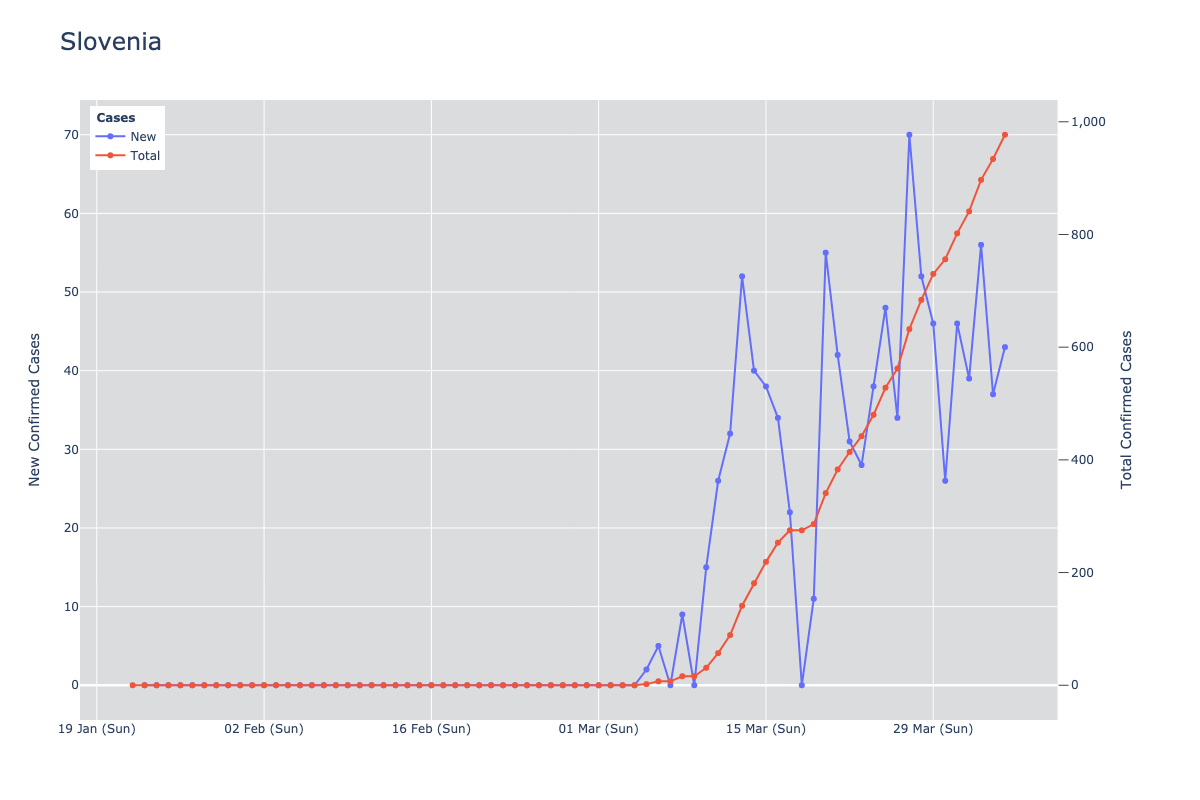 Slovenia
Cases
New
Total
70
60
50
40
30
20
10
0
New Confirmed Cases
1,000
800
600
400
200
0
Total Confirmed Cases
19 Jan (Sun)
02 Feb (Sun)
16 Feb (Sun)
01 Mar (Sun)
15 Mar (Sun)
29 Mar (Sun)